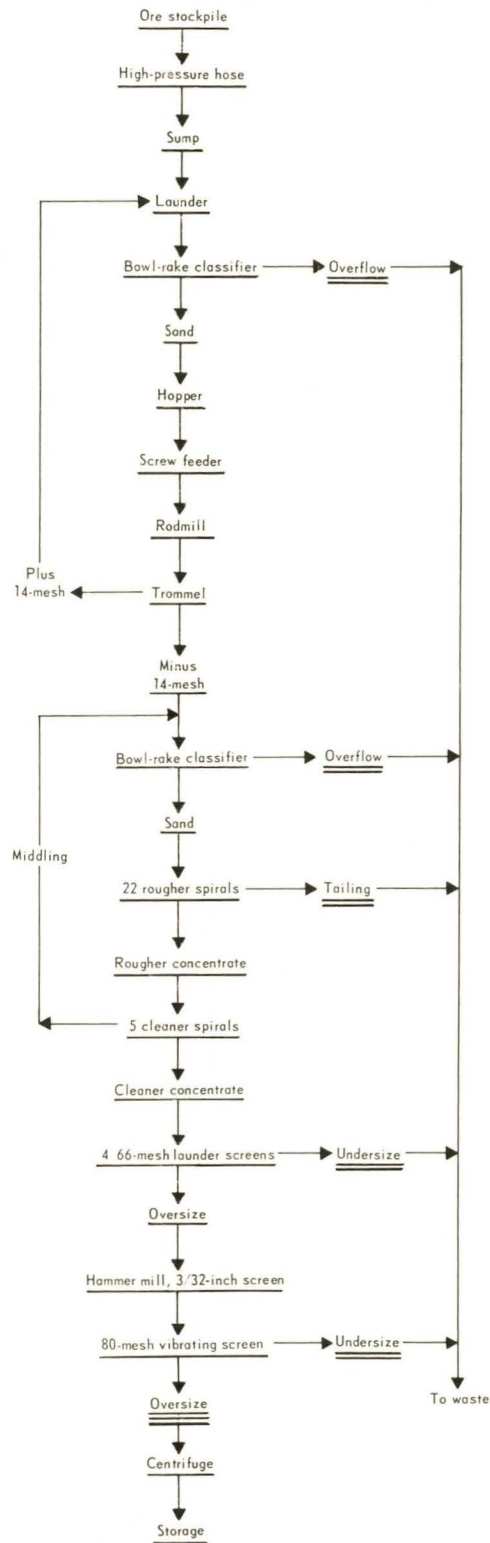 Ore stockpile
High-pressure hose
Sump
Launder
Bowl-rake classifier
Overflow
Sand
Hopper
Screw feeder
Rodmill
Plus
14-mesh
Trommel
Minus
14-mesh
Bowl-rake classifier
Overflow
Sand
Middling
22 rougher spirals
Tailing
Rougher concentrate
5 cleaner spirals
Cleaner concentrate
4 66-mesh launder screens
Undersize
Oversize
Hammer mill, 3/32-inch screen
80-mesh vibrating screen
Undersize
Oversize
To waste
Centrifuge
Storage